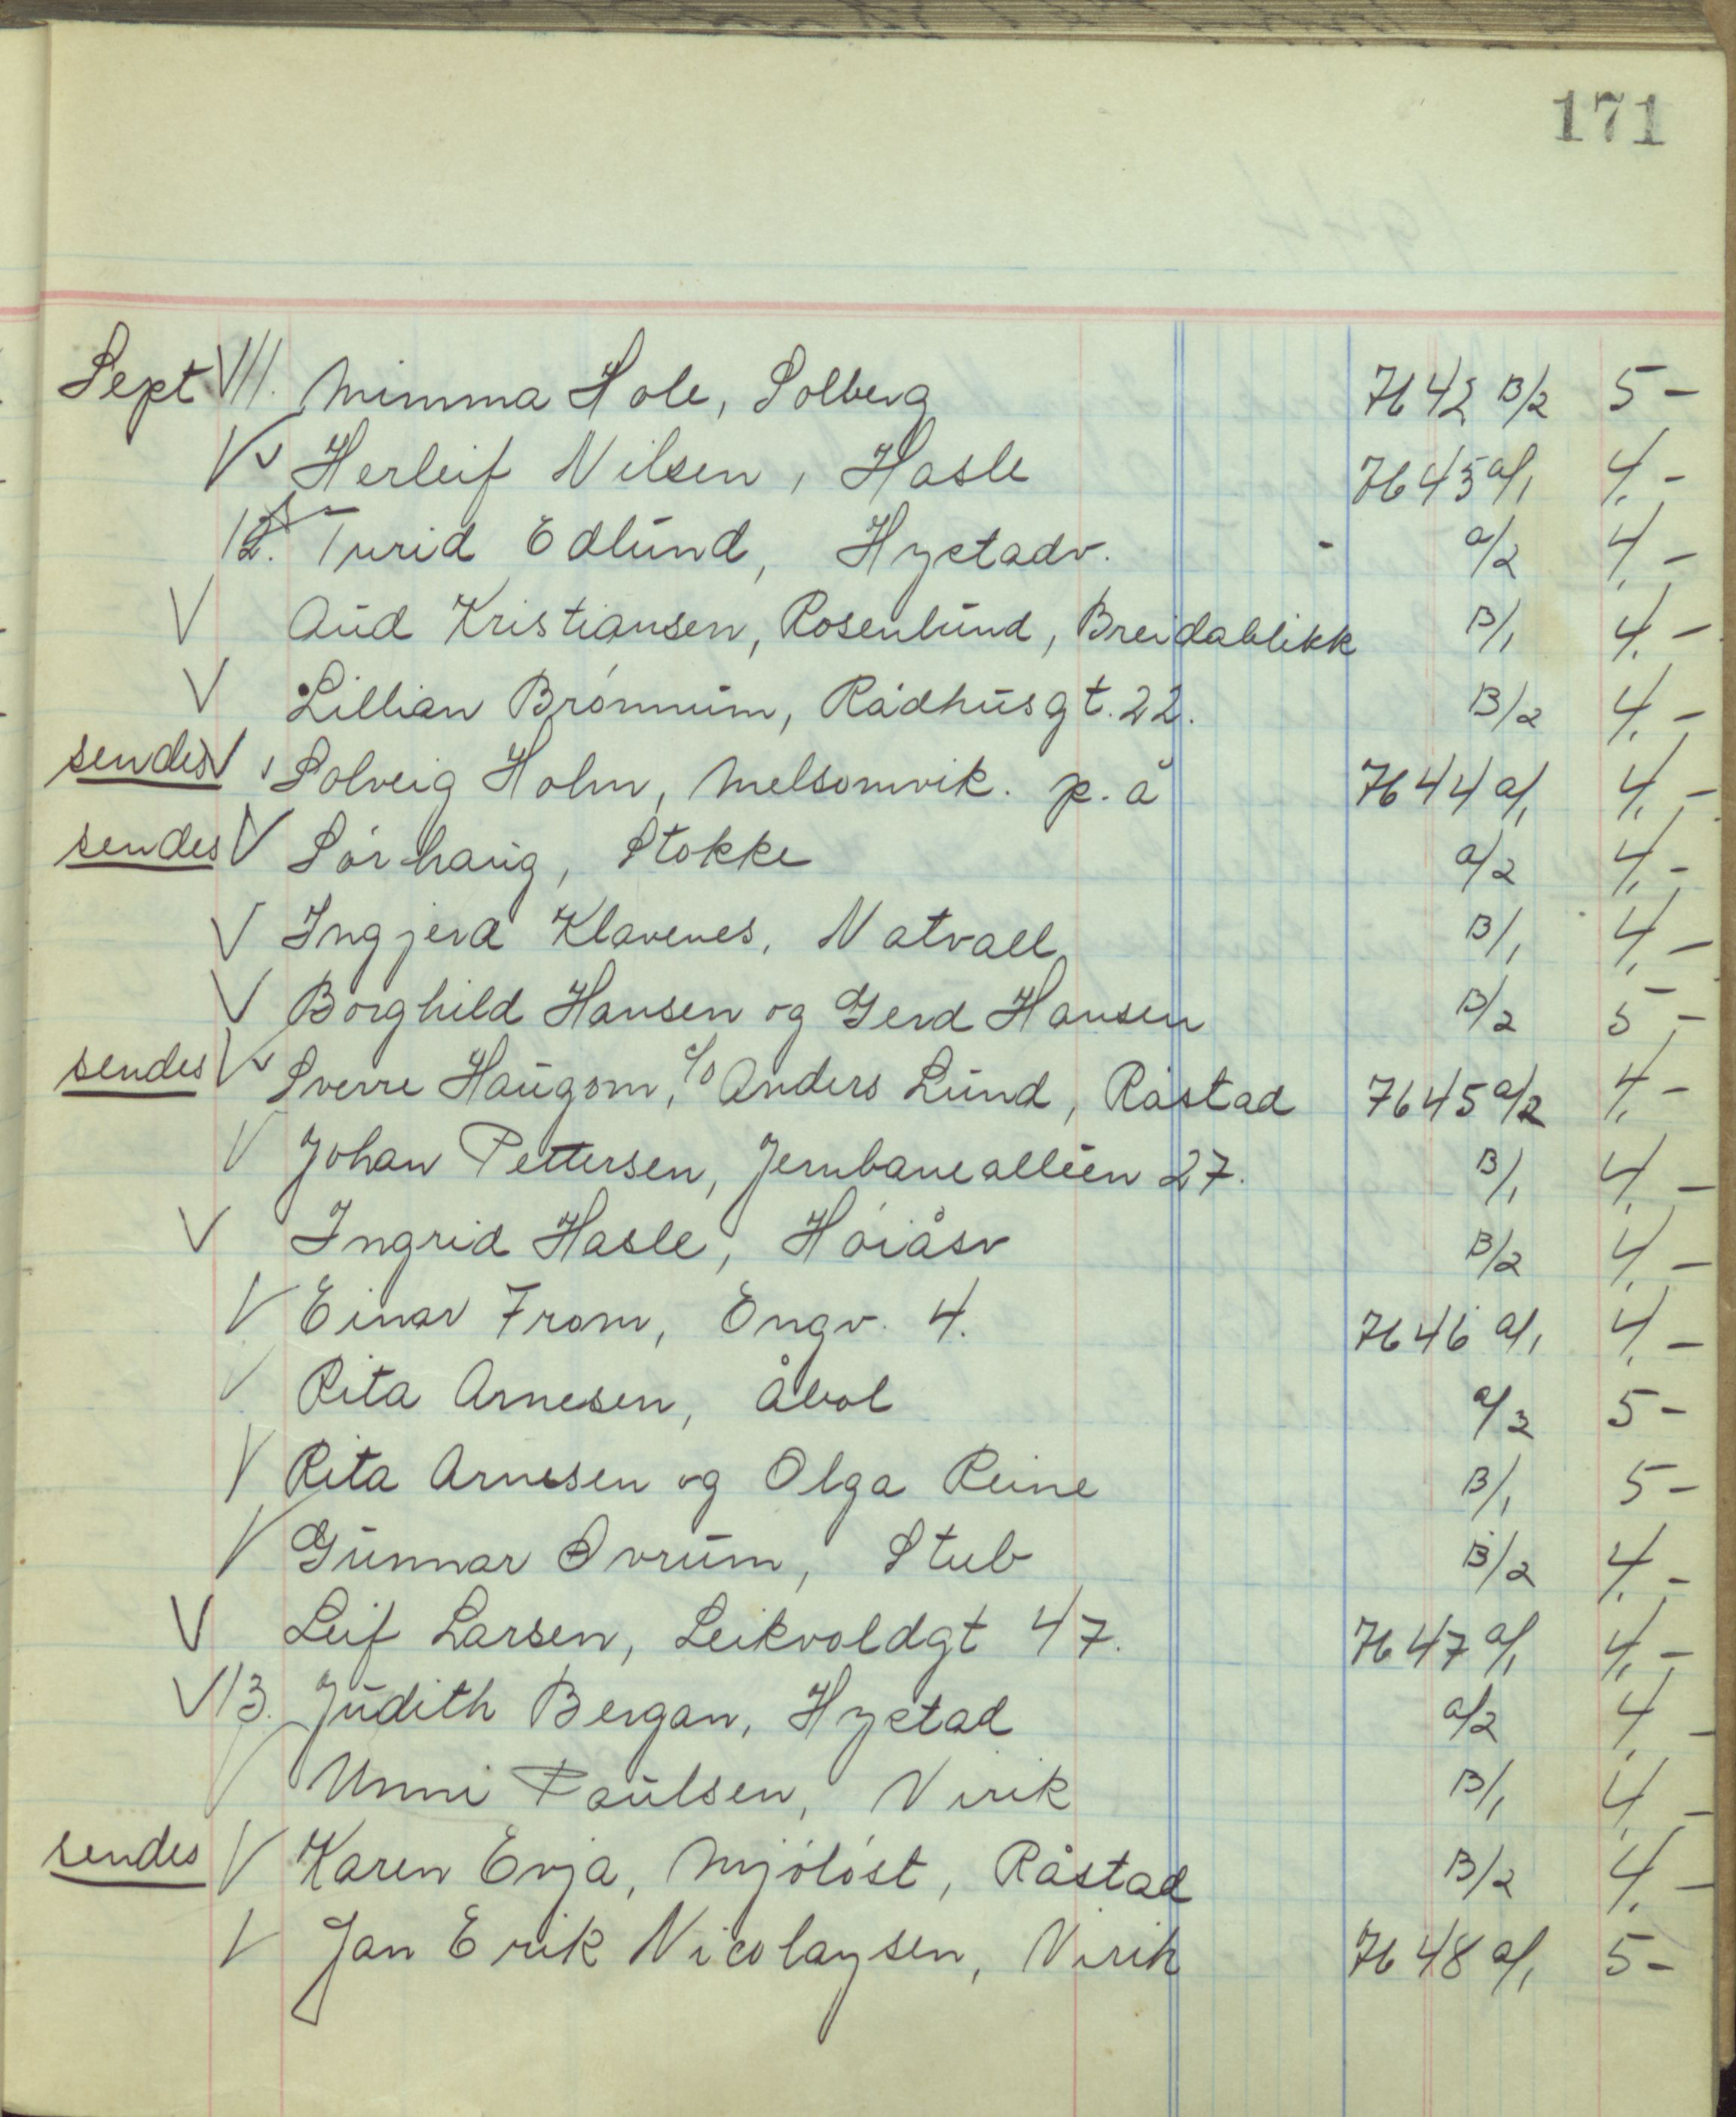 171
Sept V 11. Mimma Hole, Solberg 7642 B/2 5-
V Herleif Nilsen, Hasle 7643 a/1 4,-
12. Turid Edlund, Hystadv. - a/2 4,-
V Aud Kristiansen, Rosenlund, Breidablikk B/1 4,-
V Lillian Brønnum, Rådhusgt. 22. B/2 4,-
sendes V Solveig Holm, Melsomvik. p. å 7644 a/1 4,-
sendes V Sørhaug, Stokke a/2 4,-
V Ingjerd Klavenes, Natvall B/1 4,-
V Borghild Hansen og Gerd Hansen B/2 5-
sendes V Sverre Haugom, c/o Anders Lund, Råstad 7645 a/2 4,-
V Johan Pettersen, Jernbanealléen 27. B/1 4,-
V Ingrid Hasle, Høiåsv B/2 4,-
V Einar From, Engv. 4. 7646 a/1 4,-
V Rita Arnesen, Åbol a/2 5-
V Rita Arnesen og Olga Reine B/1 5-
V Gunnar Ovrum, Stub B/2 4,-
V Leif Larsen, Leikvoldgt 47. 7647 a/1 4,-
V 13. Judith Bergan, Hystad a/2 4,-
V Unni Paulsen, Virik B/1 4,-
sendes V Karen Evja, Mjøløst, Råstad B/2 4,-
V Jan Erik Nicolaysen, Virik 7648 a/1 5-